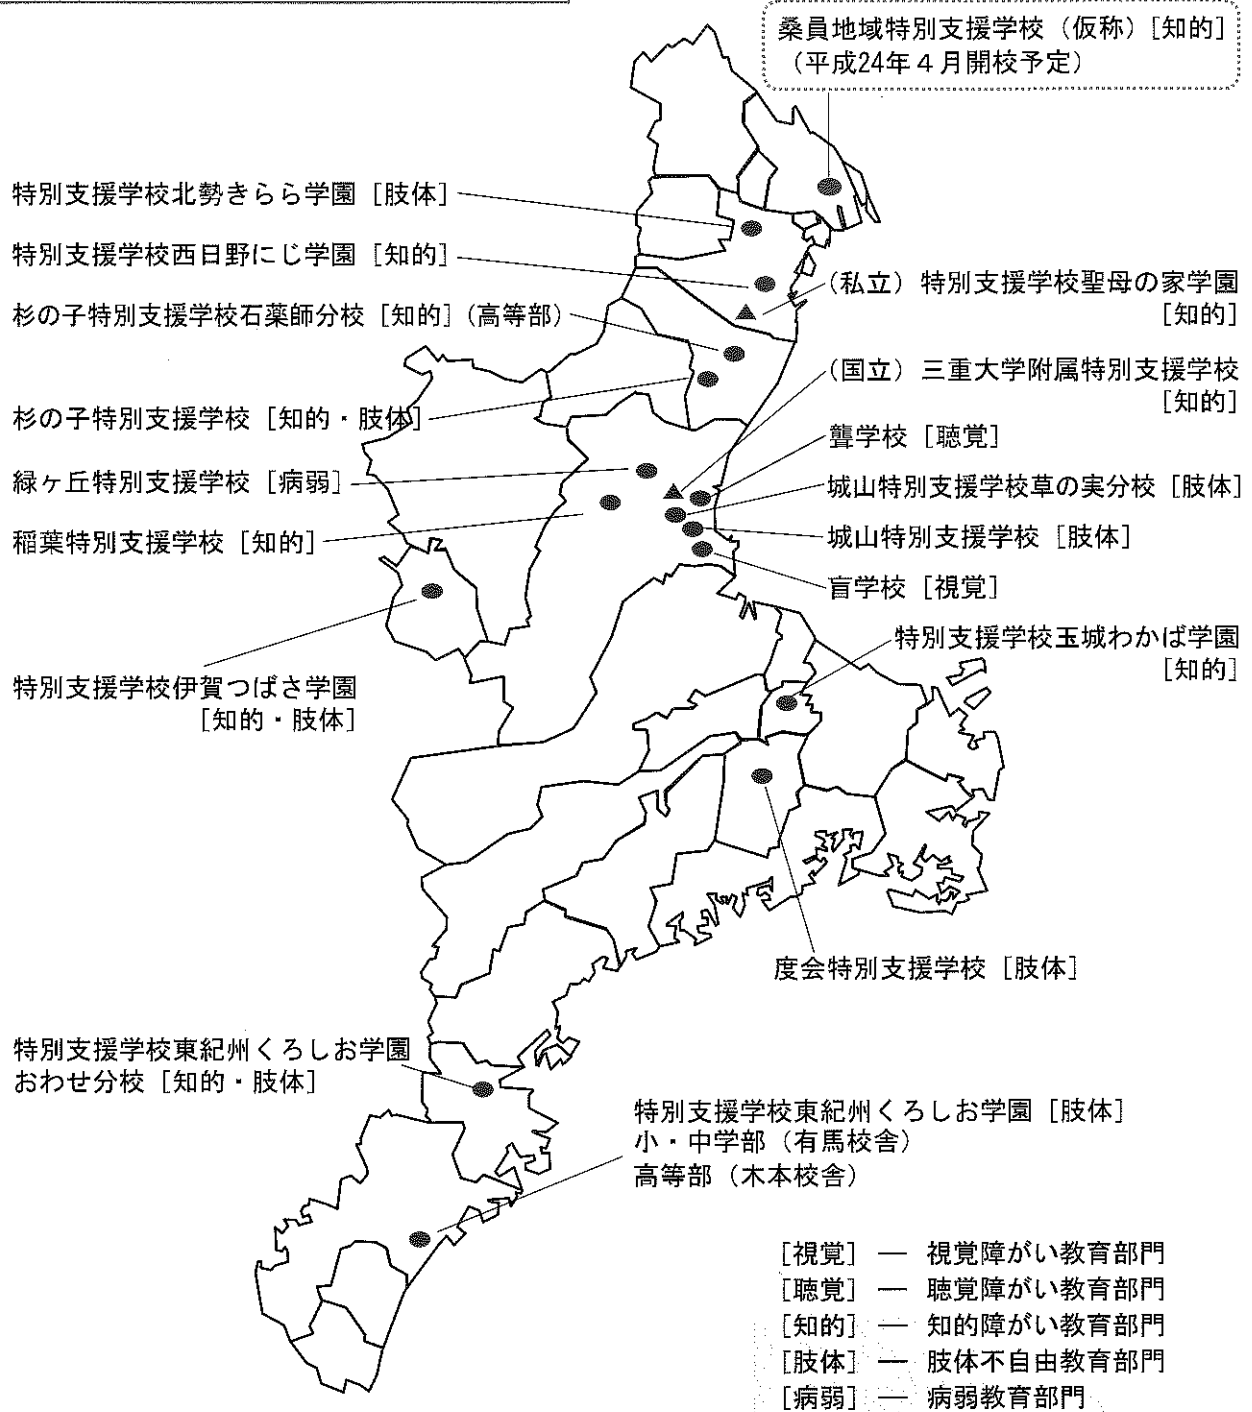 桑員地域特別支援学校（仮称）[知的]
（平成24年４月開校予定）
特別支援学校北勢きらら学園［肢体］
特別支援学校西日野にじ学園［知的］
杉の子特別支援学校石薬師分校［知的］（高等部）
杉の子特別支援学校［知的・肢体］
緑ヶ丘特別支援学校［病弱］
稲葉特別支援学校［知的］
特別支援学校伊賀つばさ学園
［知的・肢体］
（私立）特別支援学校聖母の家学園
［知的］
（国立）三重大学附属特別支援学校
［知的］
聾学校［聴覚］
城山特別支援学校草の実分校［肢体］
城山特別支援学校［肢体］
盲学校［視覚］
特別支援学校玉城わかば学園
［知的］
度会特別支援学校［肢体］
特別支援学校東紀州くろしお学園
おわせ分校［知的・肢体］
特別支援学校東紀州くろしお学園［肢体］
小・中学部（有馬校舎）
高等部（木本校舎）
［視覚］― 視覚障がい教育部門
［聴覚］― 聴覚障がい教育部門
［知的］― 知的障がい教育部門
［肢体］― 肢体不自由教育部門
［病弱］― 病弱教育部門